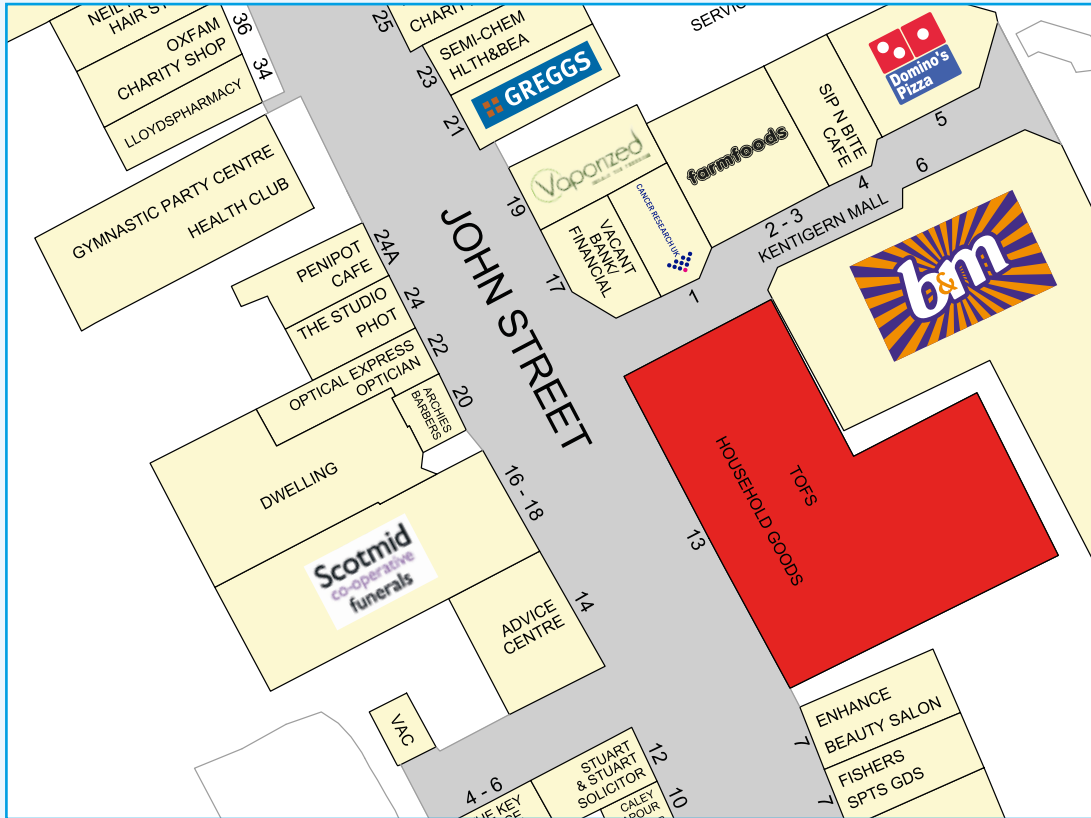 36
34
OXFAM
CHARITY SHOP
LLOYDSPHARMACY
GYMNASTIC PARTY CENTRE
HEALTH CLUB
25
23
21
SEMI-CHEM
HLTH&BEA
GREGGS
19
17
Vaporized
VACANT
BANK/
FINANCIAL
CANCER RESEARCH UK
1
farmfoods
2 - 3
SIP N BITE
CAFE
4
Domino's
Pizza
5
6
KENTIGERN MALL
b&m
JOHN STREET
24A
PENIPOT
CAFE
24
THE STUDIO
PHOT
22
OPTICAL EXPRESS
OPTICIAN
20
ARCHIES
BARBERS
DWELLING
16 - 18
Scotmid
co-operative
funerals
14
ADVICE
CENTRE
13
TOFS
HOUSEHOLD GOODS
VAC
4 - 6
12
STUART
& STUART
SOLICITOR
10
CALEY
7
ENHANCE
BEAUTY SALON
7
FISHERS
SPTS GDS